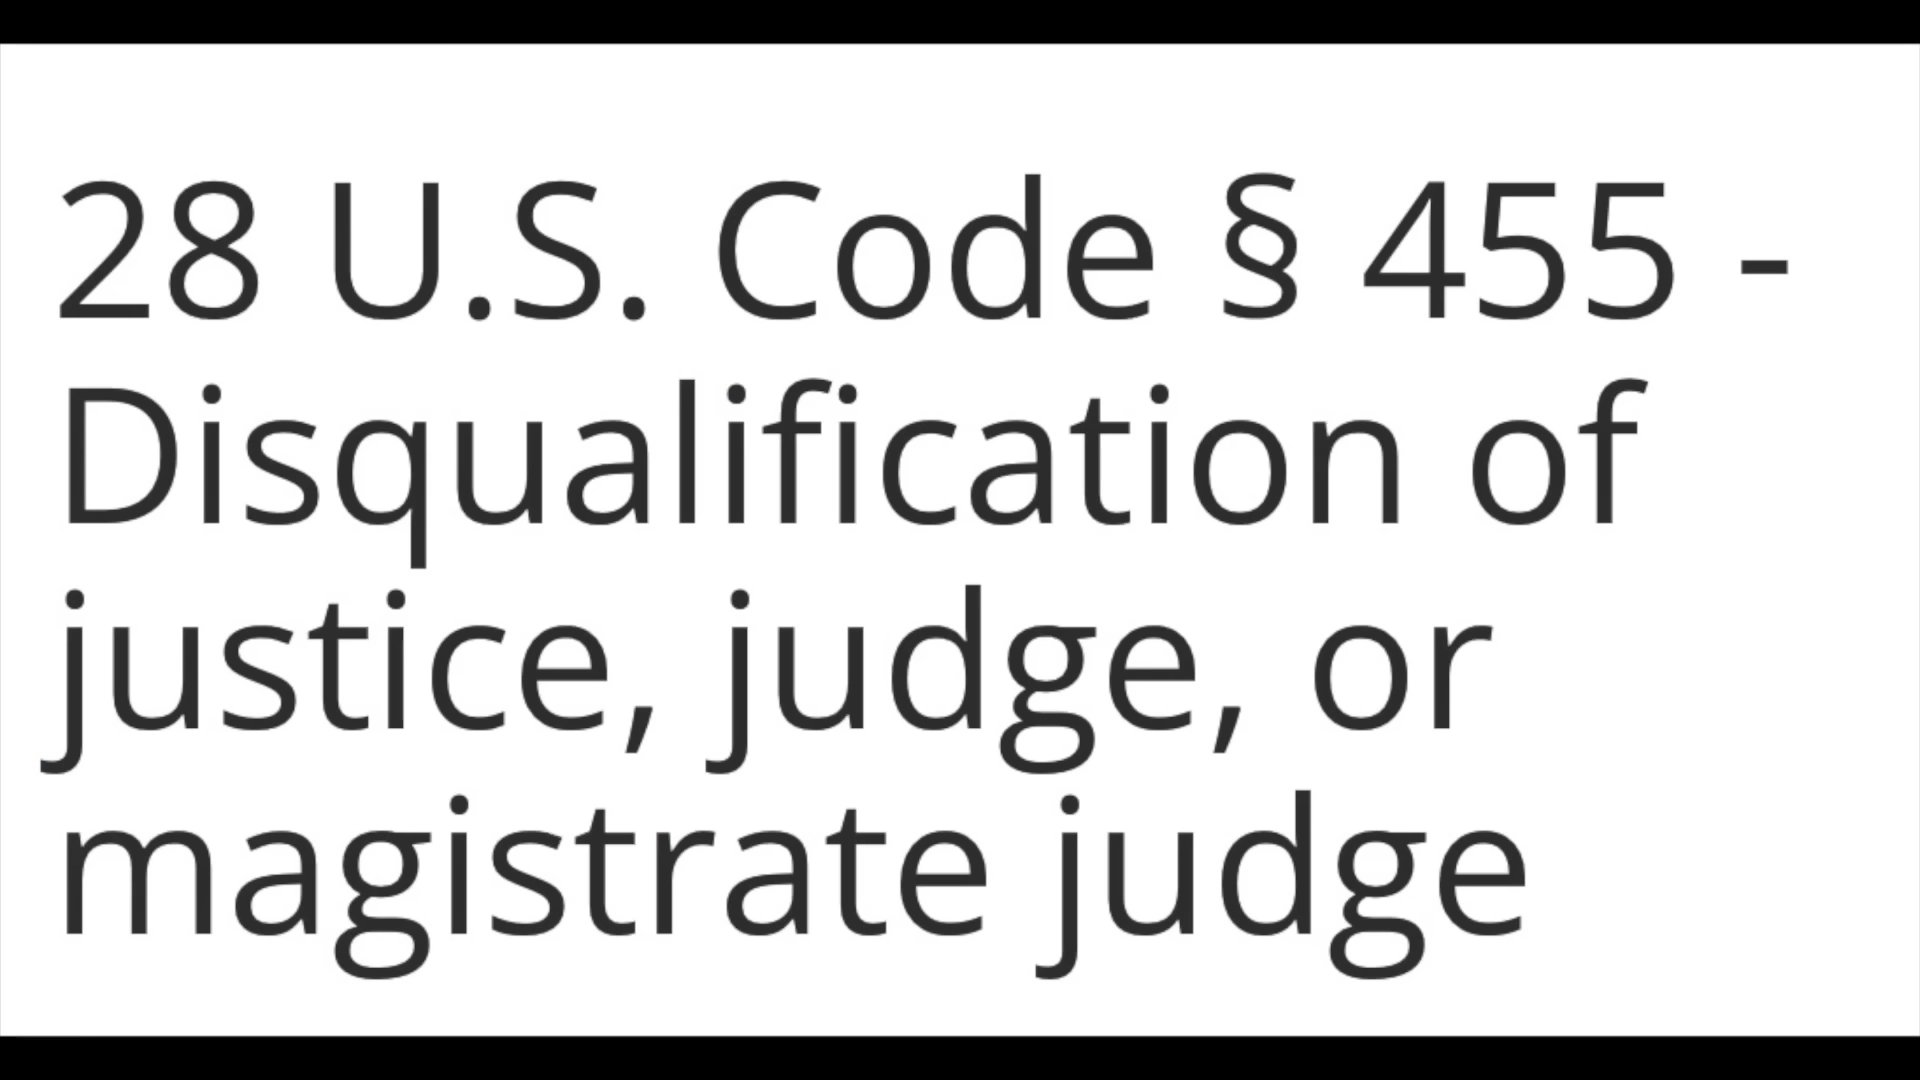 28 U.S. Code § 455 -
Disqualification of
justice, judge, or
magistrate judge